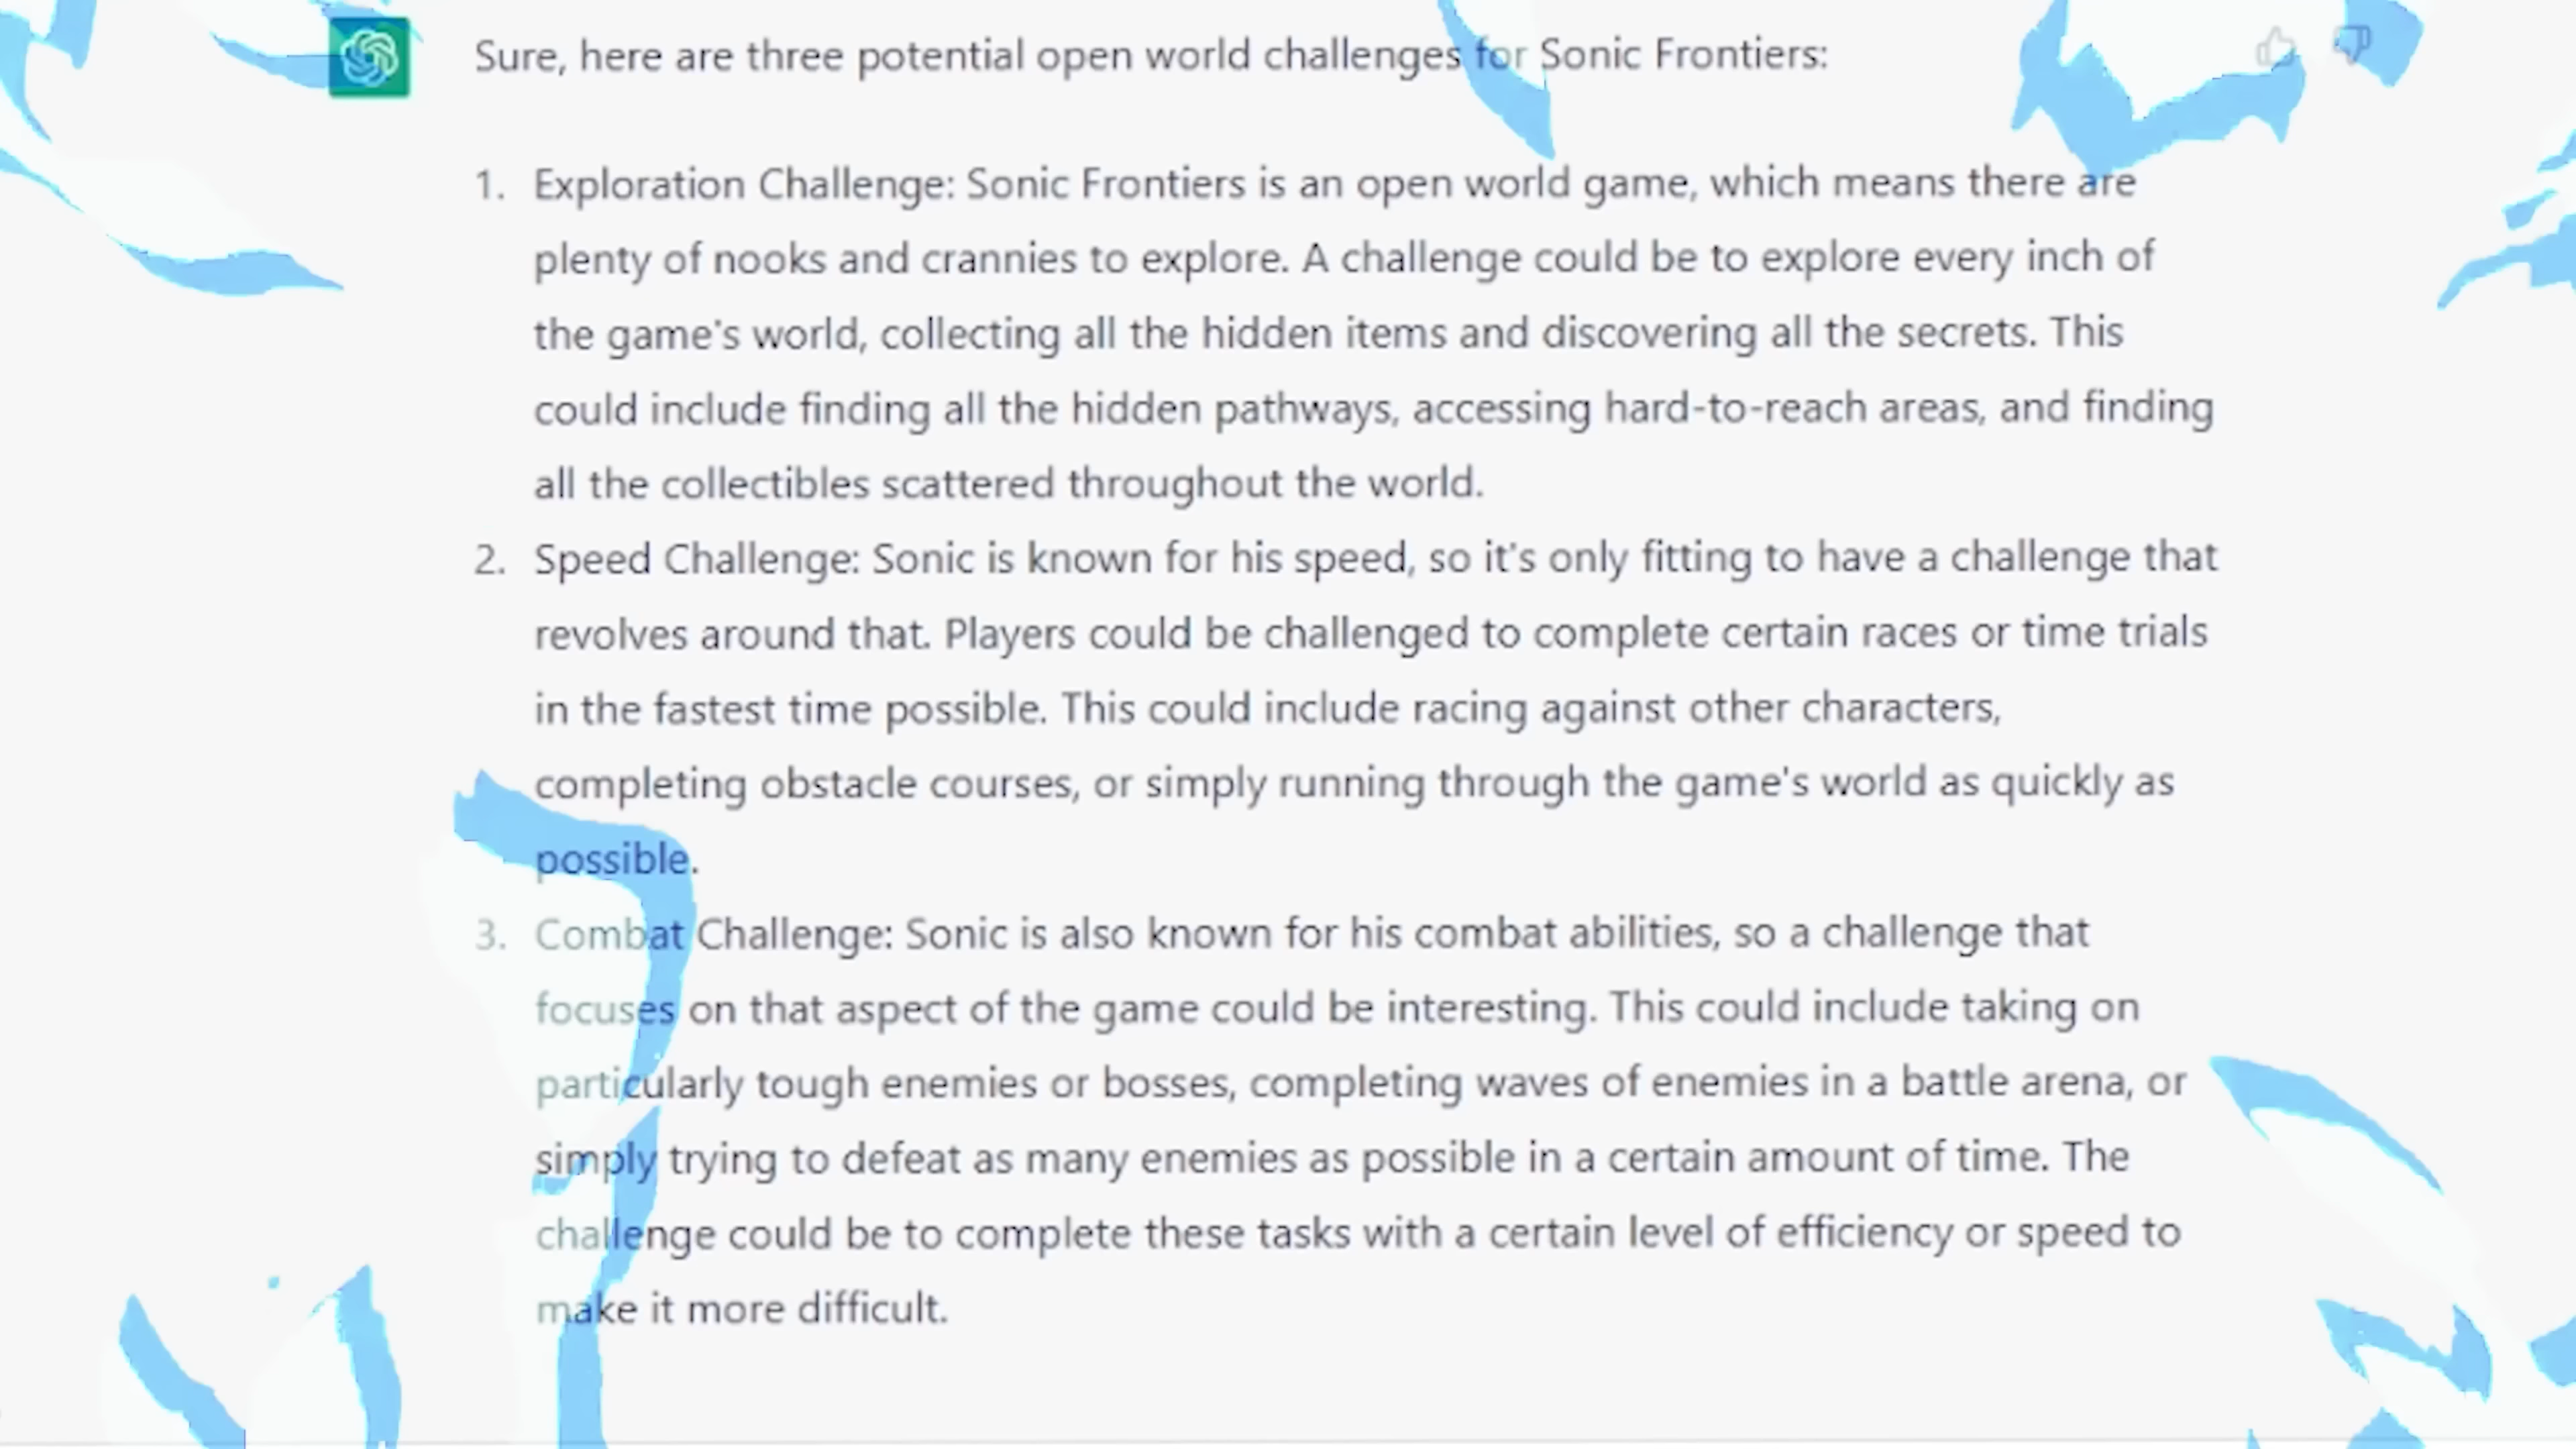 Sure, here are three potential open world challenges for Sonic Frontiers:
1. Exploration Challenge: Sonic Frontiers is an open world game, which means there are
plenty of nooks and crannies to explore. A challenge could be to explore every inch of
the game's world, collecting all the hidden items and discovering all the secrets. This
could include finding all the hidden pathways, accessing hard-to-reach areas, and finding
all the collectibles scattered throughout the world.
2. Speed Challenge: Sonic is known for his speed, so it's only fitting to have a challenge that
revolves around that. Players could be challenged to complete certain races or time trials
in the fastest time possible. This could include racing against other characters,
completing obstacle courses, or simply running through the game's world as quickly as
possible.
3. Combat Challenge: Sonic is also known for his combat abilities, so a challenge that
focuses on that aspect of the game could be interesting. This could include taking on
particularly tough enemies or bosses, completing waves of enemies in a battle arena, or
simply trying to defeat as many enemies as possible in a certain amount of time. The
challenge could be to complete these tasks with a certain level of efficiency or speed to
make it more difficult.